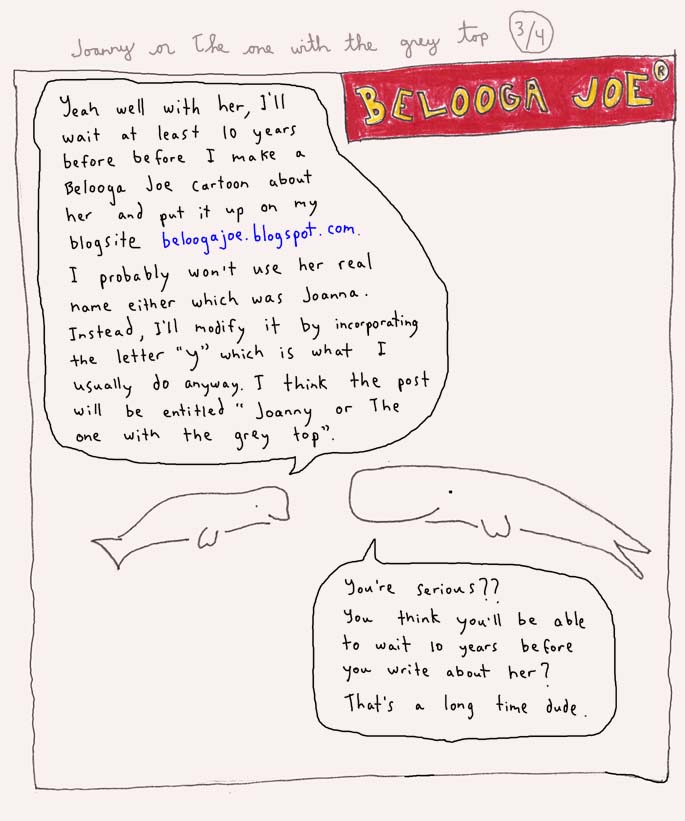 Joanny or The one with the grey top 3/4
BELOOGA JOE®
Yeah well with her, I'll
wait at least 10 years
before before I make a
Belooga Joe cartoon about
her and put it up on my
blogsite beloogajoe.blogspot.com.
I probably won't use her real
name either which was Joanna.
Instead, I'll modify it by incorporating
the letter "y" which is what I
usually do anyway. I think the post
will be entitled "Joanny or The
one with the grey top".
You're serious??
You think you'll be able
to wait 10 years before
you write about her?
That's a long time dude.